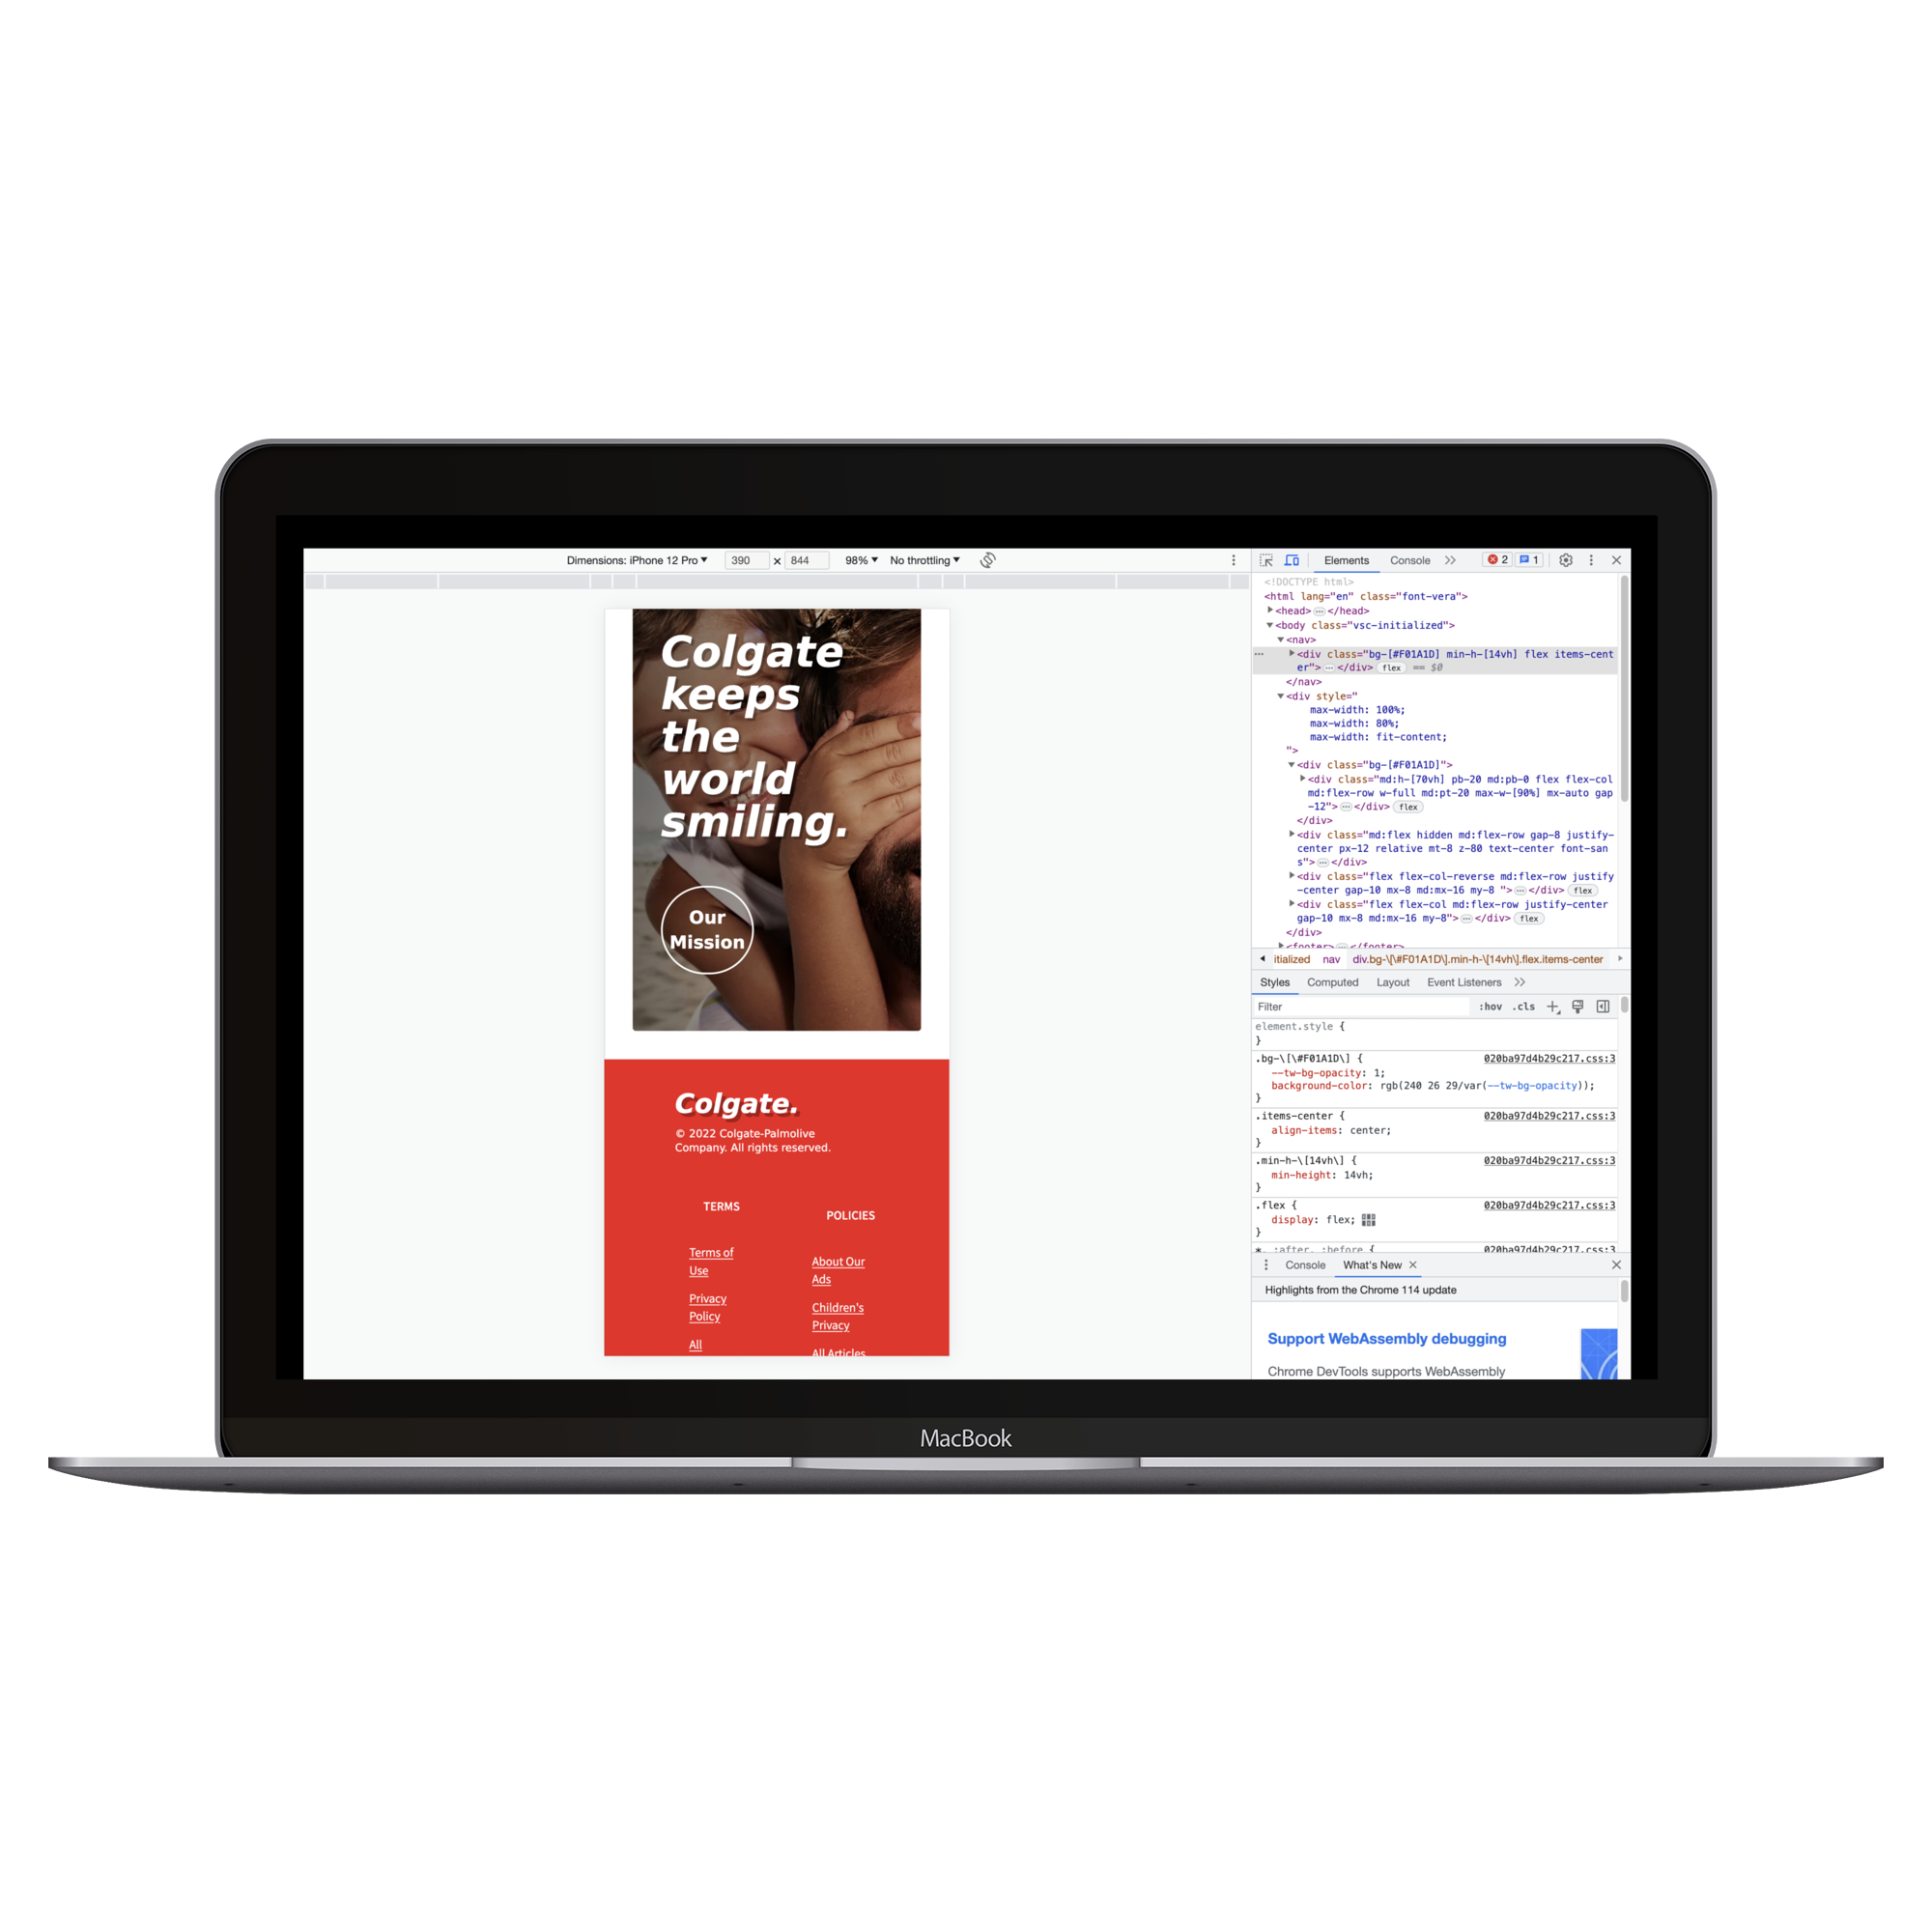 Dimensions: iPhone 12 Pro
390 × 844
98%
No throttling
Colgate
keeps
the
world
smiling.
Our
Mission
Colgate.
© 2022 Colgate-Palmolive
Company. All rights reserved.
TERMS
Terms of
Use
Privacy
Policy
All
POLICIES
About Our
Ads
Children's
Privacy
All Articles
Elements Console 2 1
<!DOCTYPE html>
<html lang="en" class="font-vera">
<head>…</head>
<body class="vsc-initialized">
<nav>
… <div class="bg-[#F01A1D] min-h-[14vh] flex items-cent
er">…</div> flex == $0
</nav>
<div style="
max-width: 100%;
max-width: 80%;
max-width: fit-content;
">
<div class="bg-[#F01A1D]">
<div class="md:h-[70vh] pb-20 md:pb-0 flex flex-col
md:flex-row w-full md:pt-20 max-w-[90%] mx-auto gap
-12">…</div> flex
</div>
<div class="md:flex hidden md:flex-row gap-8 justify-
center px-12 relative mt-8 z-80 text-center font-san
s">…</div>
<div class="flex flex-col-reverse md:flex-row justify
-center gap-10 mx-8 md:mx-16 my-8 ">…</div> flex
<div class="flex flex-col md:flex-row justify-center
gap-10 mx-8 md:mx-16 my-8">…</div> flex
</div>
<footer>…</footer>
itialized nav div.bg-\[\#F01A1D\].min-h-\[14vh\].flex.items-center
Styles Computed Layout Event Listeners
Filter :hov .cls
element.style {
}
.bg-\[\#F01A1D\] { 020ba97d4b29c217.css:3
--tw-bg-opacity: 1;
background-color: rgb(240 26 29/var(--tw-bg-opacity));
}
.items-center { 020ba97d4b29c217.css:3
align-items: center;
}
.min-h-\[14vh\] { 020ba97d4b29c217.css:3
min-height: 14vh;
}
.flex { 020ba97d4b29c217.css:3
display: flex;
}
*, :after, :before { 020ba97d4b29c217.css:3
Console What's New
Highlights from the Chrome 114 update
Support WebAssembly debugging
Chrome DevTools supports WebAssembly
MacBook